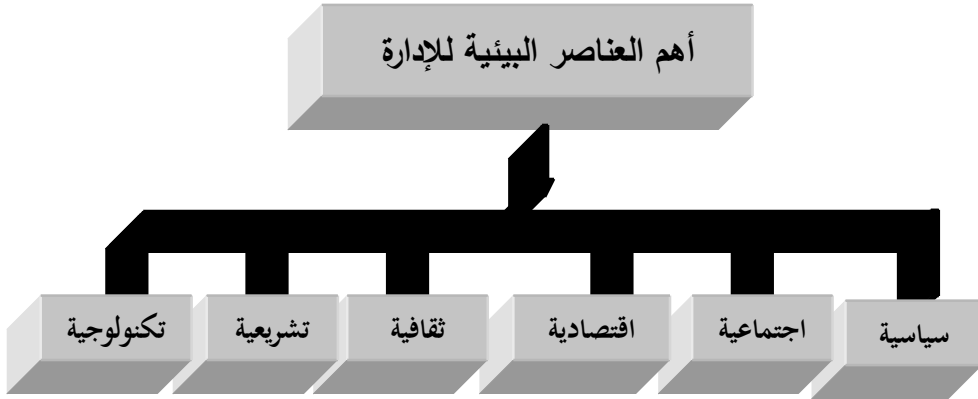 أهم العناصر البيئية للإدارة
سياسية
اجتماعية
اقتصادية
ثقافية
تشريعية
تكنولوجية